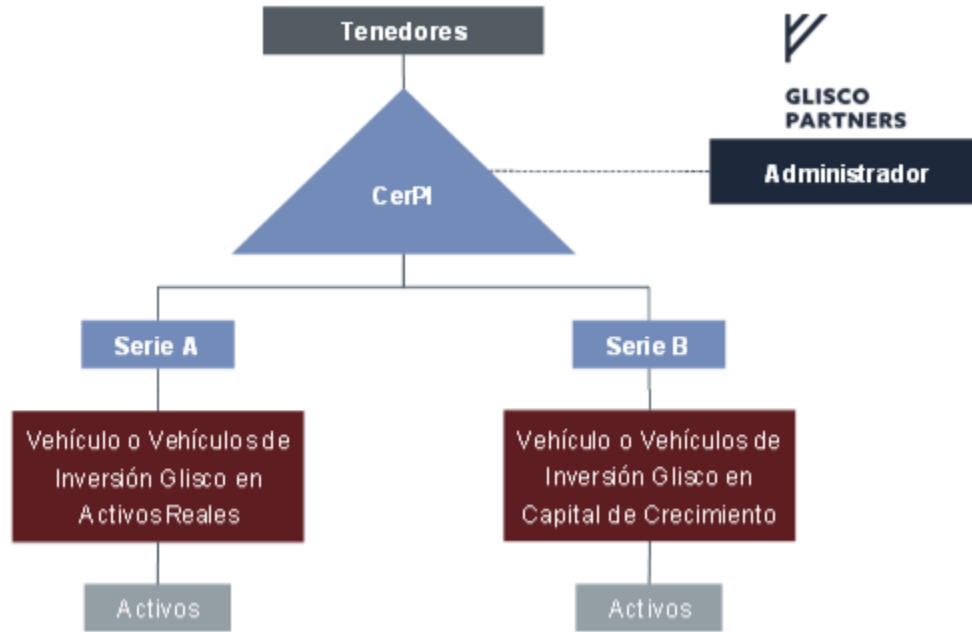 Tenedores
GLISCO
PARTNERS
Administrador
CerPI
Serie A
Serie B
Vehículo o Vehículos de
Inversión Glisco en
Activos Reales
Vehículo o Vehículos de
Inversión Glisco en
Capital de Crecimiento
Activos
Activos